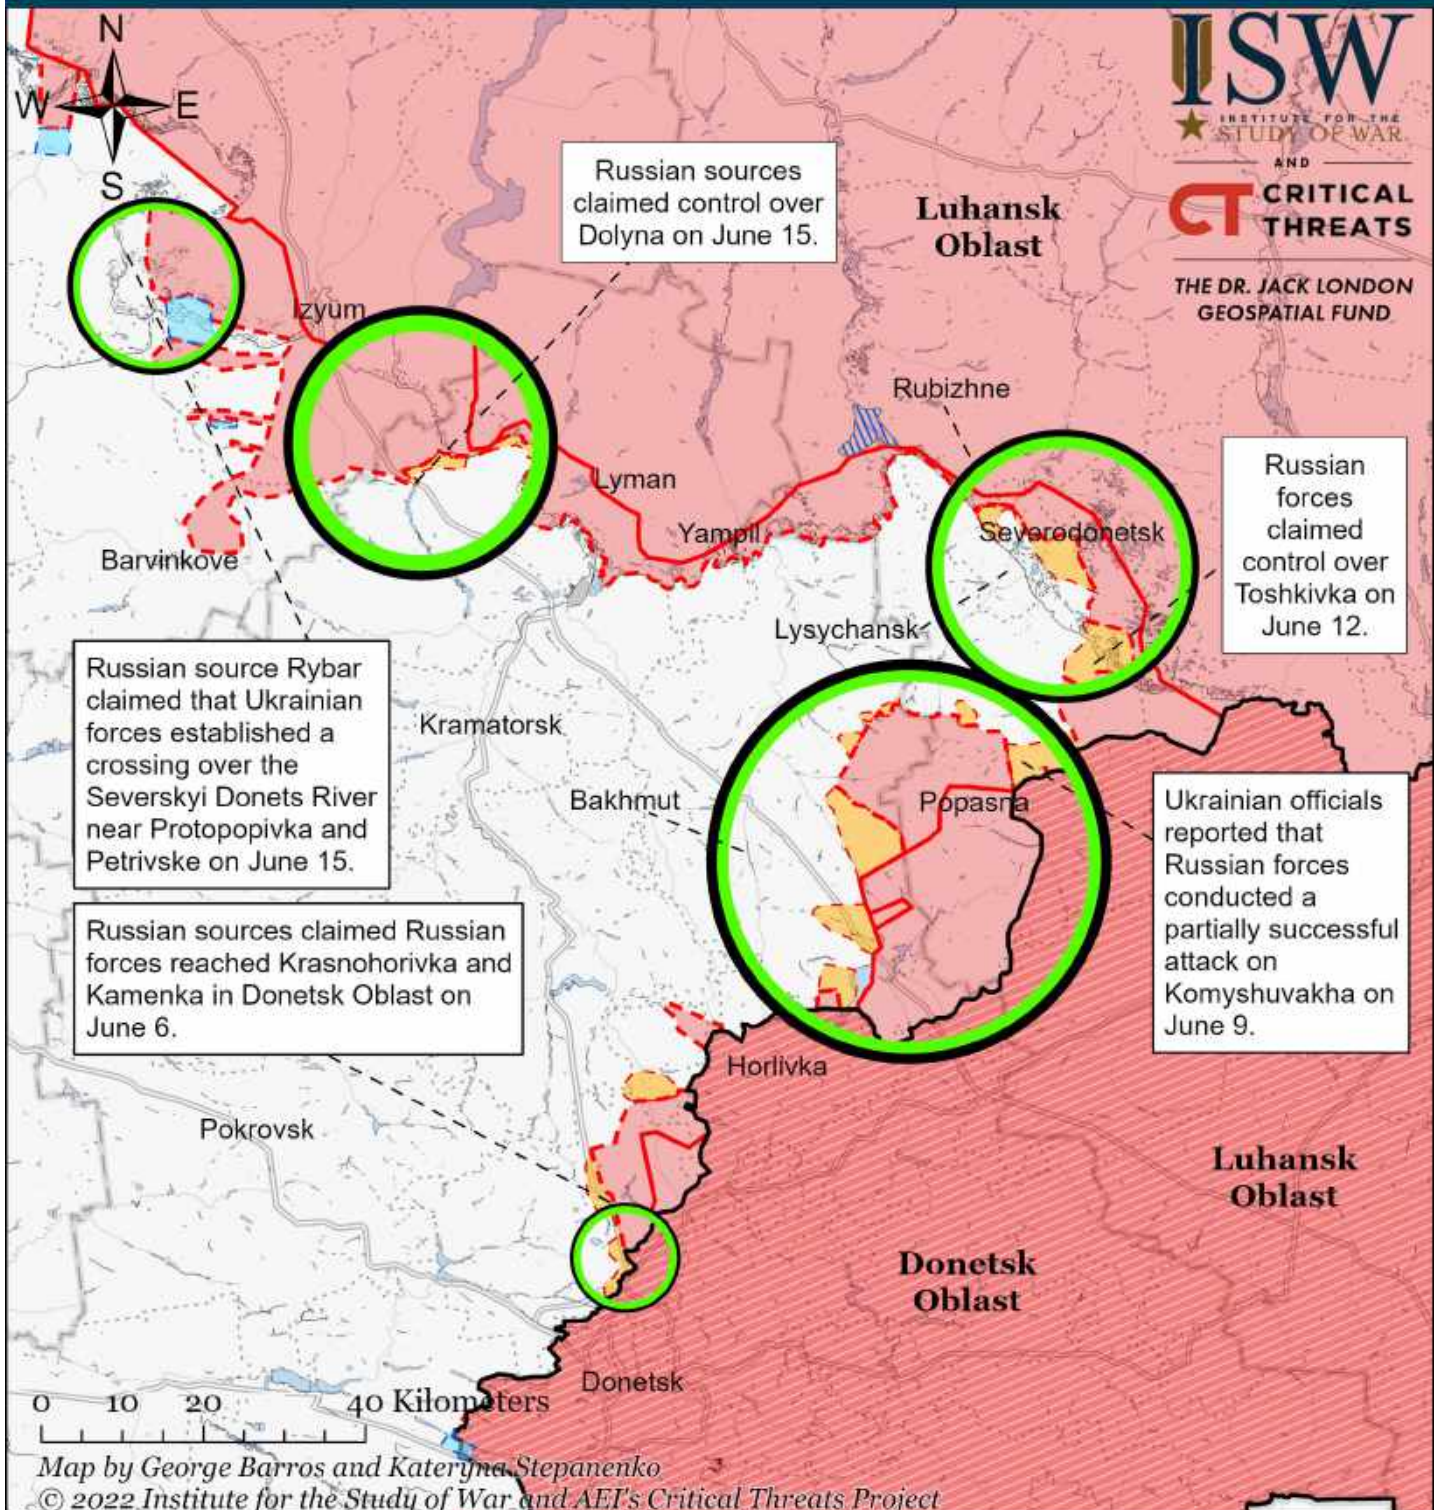 N
W
E
S
ISW
INSTITUTE FOR THE
STUDY OF WAR
AND
CT CRITICAL
THREATS
THE DR. JACK LONDON
GEOSPATIAL FUND
Russian sources
claimed control over
Dolyna on June 15.
Luhansk
Oblast
Izyum
Rubizhne
Russian
forces
claimed
control over
Toshkivka on
June 12.
Lyman
Yampil
Severodonetsk
Barvinkove
Lysychansk
Russian source Rybar
claimed that Ukrainian
forces established a
crossing over the
Severskyi Donets River
near Protopopivka and
Petrivske on June 15.
Kramatorsk
Bakhmut
Popasna
Ukrainian officials
reported that
Russian forces
conducted a
partially successful
attack on
Komyshuvakha on
June 9.
Russian sources claimed Russian
forces reached Krasnohorivka and
Kamenka in Donetsk Oblast on
June 6.
Horlivka
Pokrovsk
Luhansk
Oblast
Donetsk
Oblast
Donetsk
0 10 20 40 Kilometers
Map by George Barros and Kateryna Stepanenko
© 2022 Institute for the Study of War and AEI's Critical Threats Project